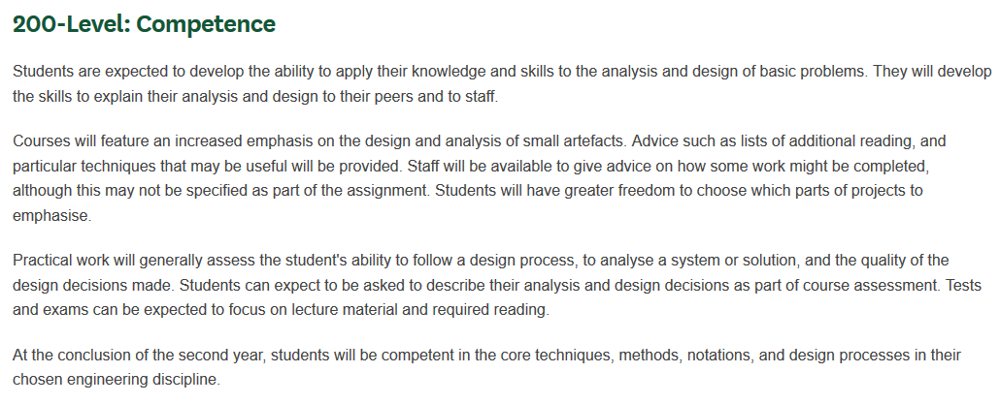 200-Level: Competence
Students are expected to develop the ability to apply their knowledge and skills to the analysis and design of basic problems. They will develop
the skills to explain their analysis and design to their peers and to staff.
Courses will feature an increased emphasis on the design and analysis of small artefacts. Advice such as lists of additional reading, and
particular techniques that may be useful will be provided. Staff will be available to give advice on how some work might be completed,
although this may not be specified as part of the assignment. Students will have greater freedom to choose which parts of projects to
emphasise.
Practical work will generally assess the student's ability to follow a design process, to analyse a system or solution, and the quality of the
design decisions made. Students can expect to be asked to describe their analysis and design decisions as part of course assessment. Tests
and exams can be expected to focus on lecture material and required reading.
At the conclusion of the second year, students will be competent in the core techniques, methods, notations, and design processes in their
chosen engineering discipline.